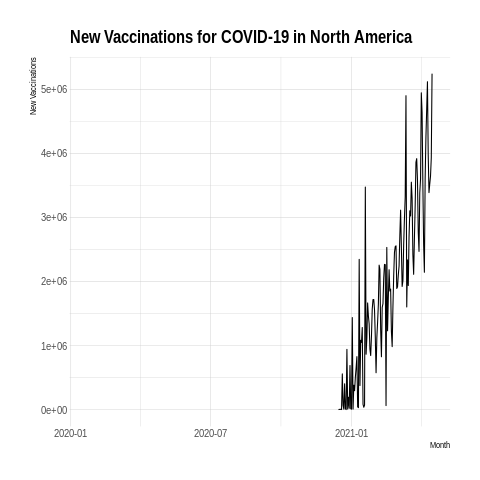 New Vaccinations for COVID-19 in North America
New Vaccinations
5e+06
4e+06
3e+06
2e+06
1e+06
0e+00
2020-01 2020-07 2021-01
Month